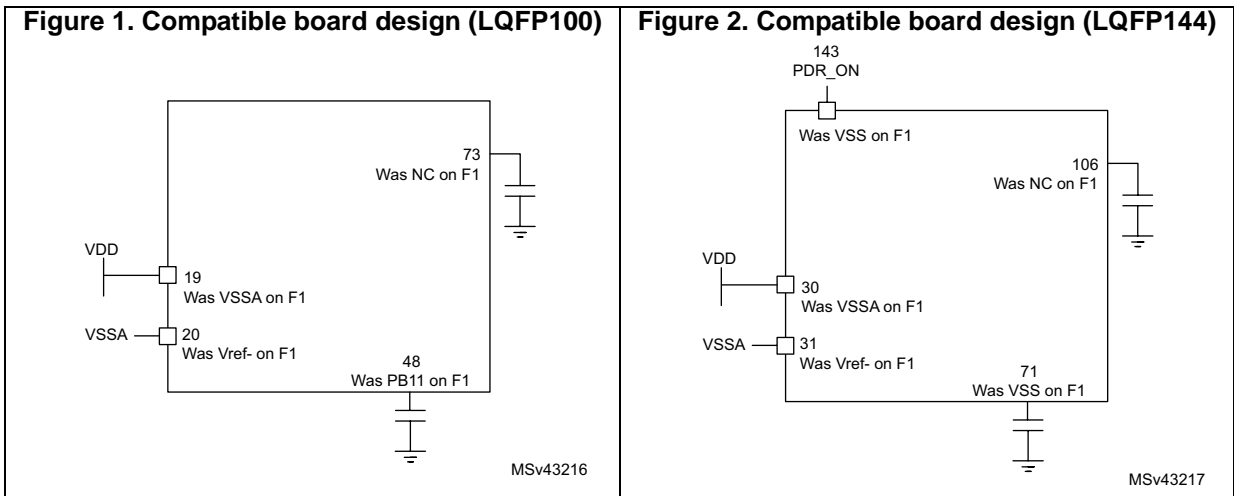 Figure 1. Compatible board design (LQFP100)
73
Was NC on F1
VDD
19
Was VSSA on F1
VSSA
20
Was Vref- on F1
48
Was PB11 on F1
MSv43216
Figure 2. Compatible board design (LQFP144)
143
PDR_ON
Was VSS on F1
106
Was NC on F1
VDD
30
Was VSSA on F1
VSSA
31
Was Vref- on F1
71
Was VSS on F1
MSv43217